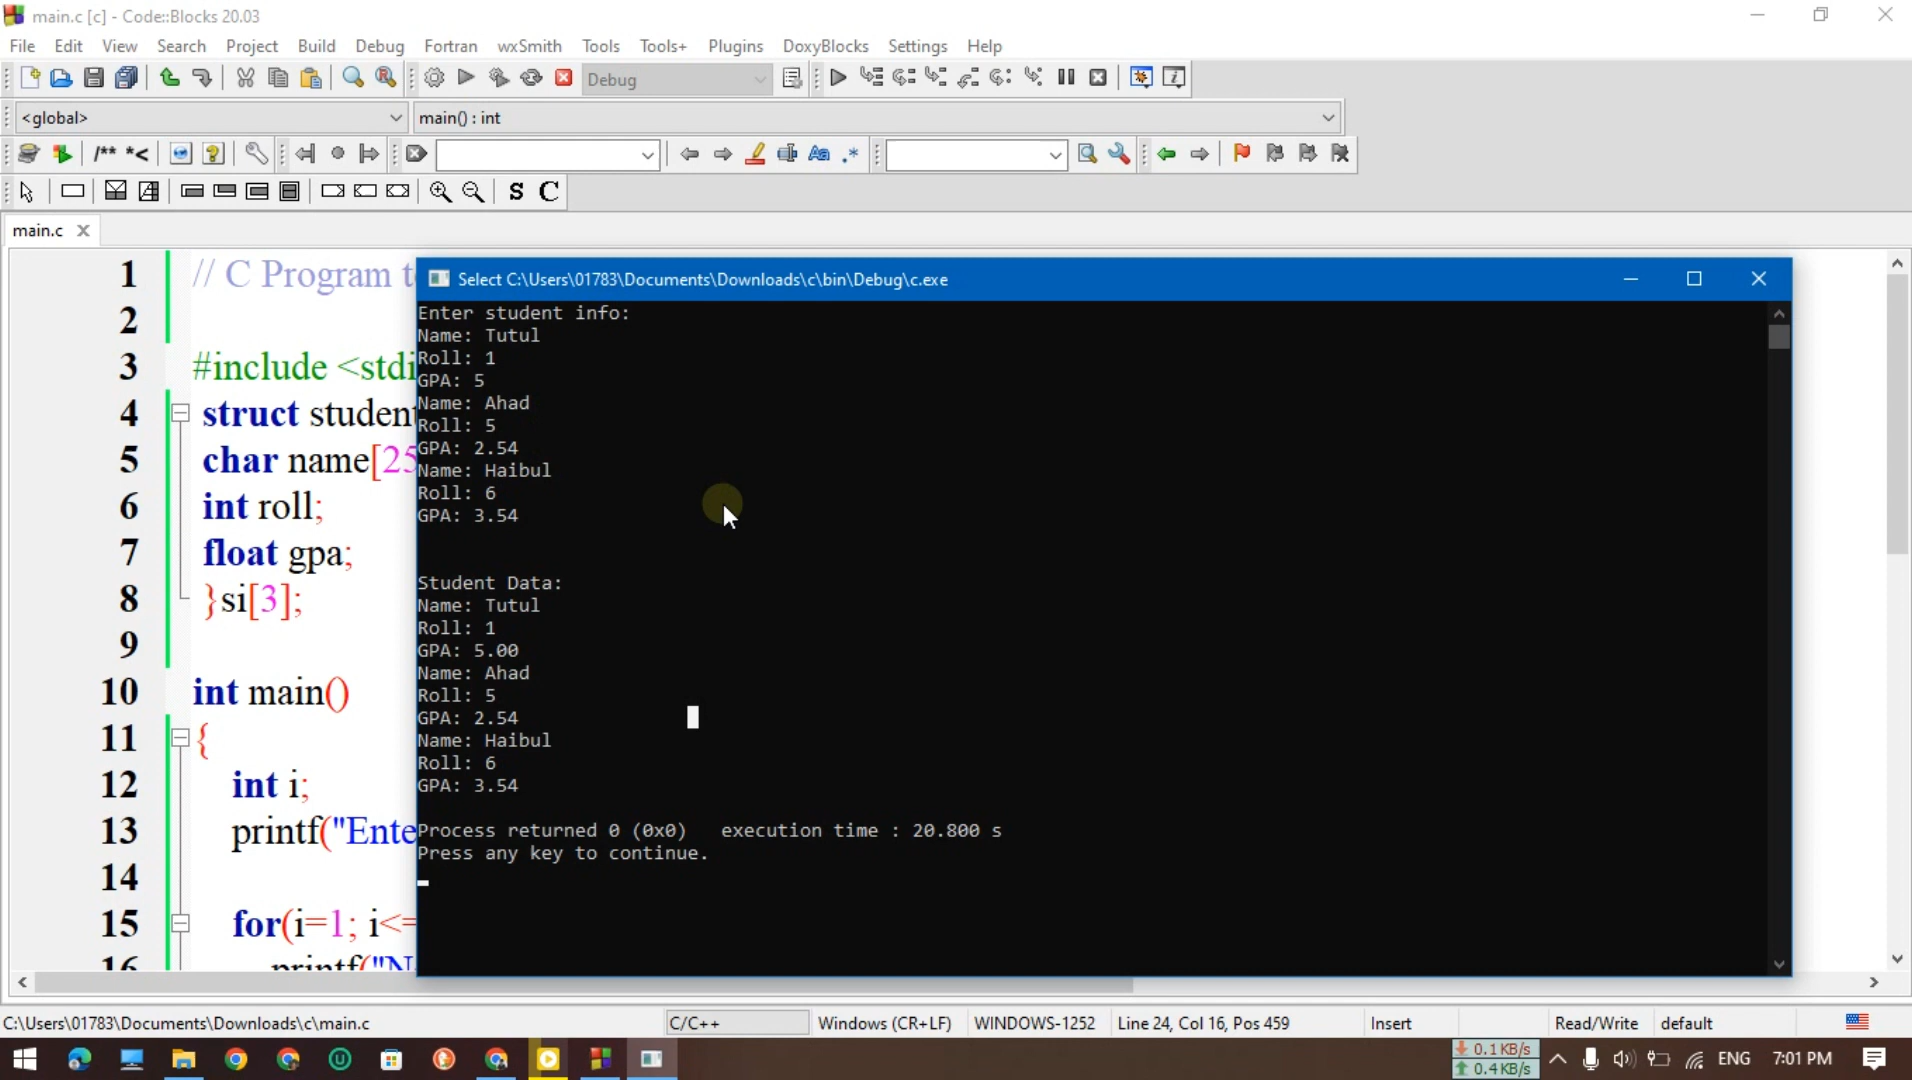 main.c [c] - Code::Blocks 20.03
File Edit View Search Project Build Debug Fortran wxSmith Tools Tools+ Plugins DoxyBlocks Settings Help
Debug
<global> main() : int
/** *<
Aa .*
S C
main.c
1 // C Program t
2
3 #include <stdi
4 struct student
5 char name[25
6 int roll;
7 float gpa;
8 }si[3];
9
10 int main()
11 {
12 int i;
13 printf("Ente
14
15 for(i=1; i<=
16 printf("N
Select C:\Users\01783\Documents\Downloads\c\bin\Debug\c.exe
Enter student info:
Name: Tutul
Roll: 1
GPA: 5
Name: Ahad
Roll: 5
GPA: 2.54
Name: Haibul
Roll: 6
GPA: 3.54
Student Data:
Name: Tutul
Roll: 1
GPA: 5.00
Name: Ahad
Roll: 5
GPA: 2.54
Name: Haibul
Roll: 6
GPA: 3.54
Process returned 0 (0x0)   execution time : 20.800 s
Press any key to continue.
C:\Users\01783\Documents\Downloads\c\main.c C/C++ Windows (CR+LF) WINDOWS-1252 Line 24, Col 16, Pos 459 Insert Read/Write default
0.1 KB/s
0.4 KB/s
ENG 7:01 PM